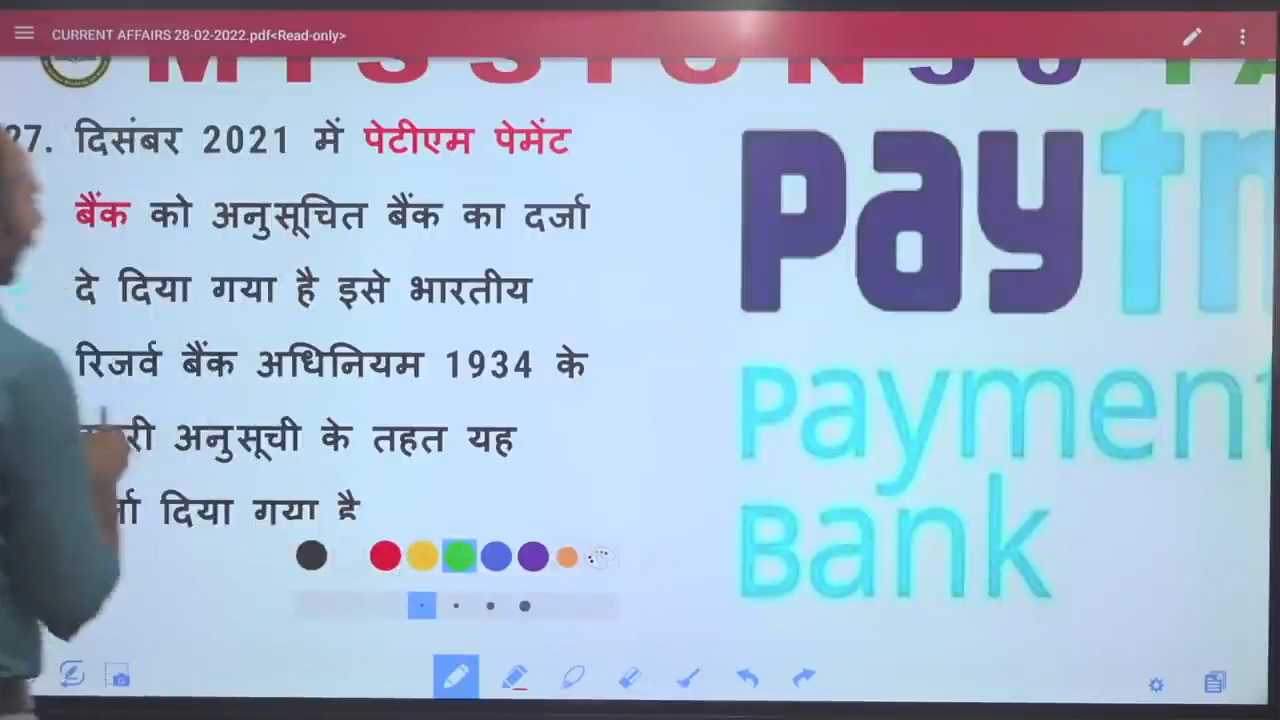 CURRENT AFFAIRS 28-02-2022.pdf<Read-only>
27. दिसंबर 2021 में पेटीएम पेमेंट
बैंक को अनुसूचित बैंक का दर्जा
दे दिया गया है इसे भारतीय
रिजर्व बैंक अधिनियम 1934 के
अनुसूची के तहत यह
दिया गया है
Payt
Payment
Bank